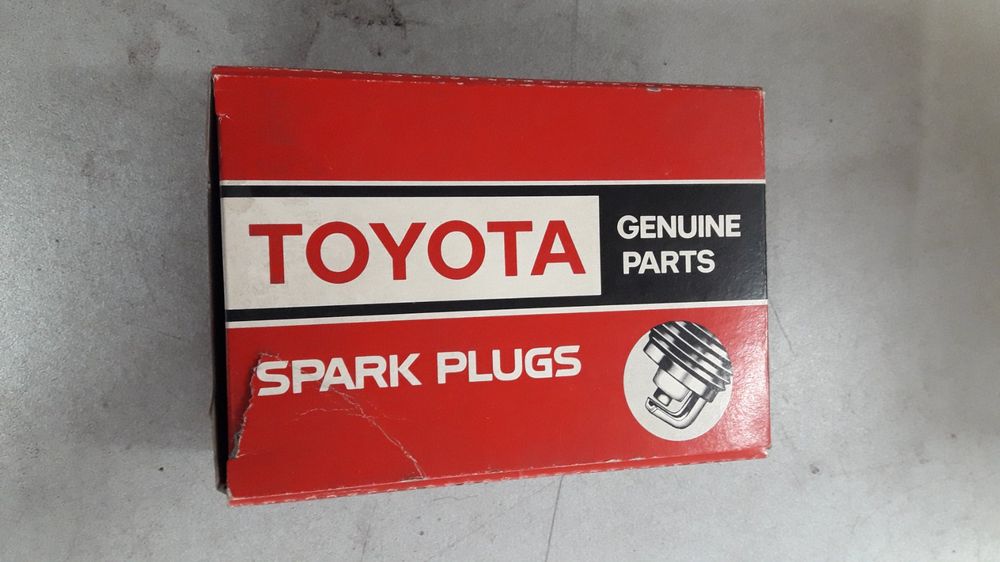 TOYOTA
GENUINE
PARTS
SPARK PLUGS